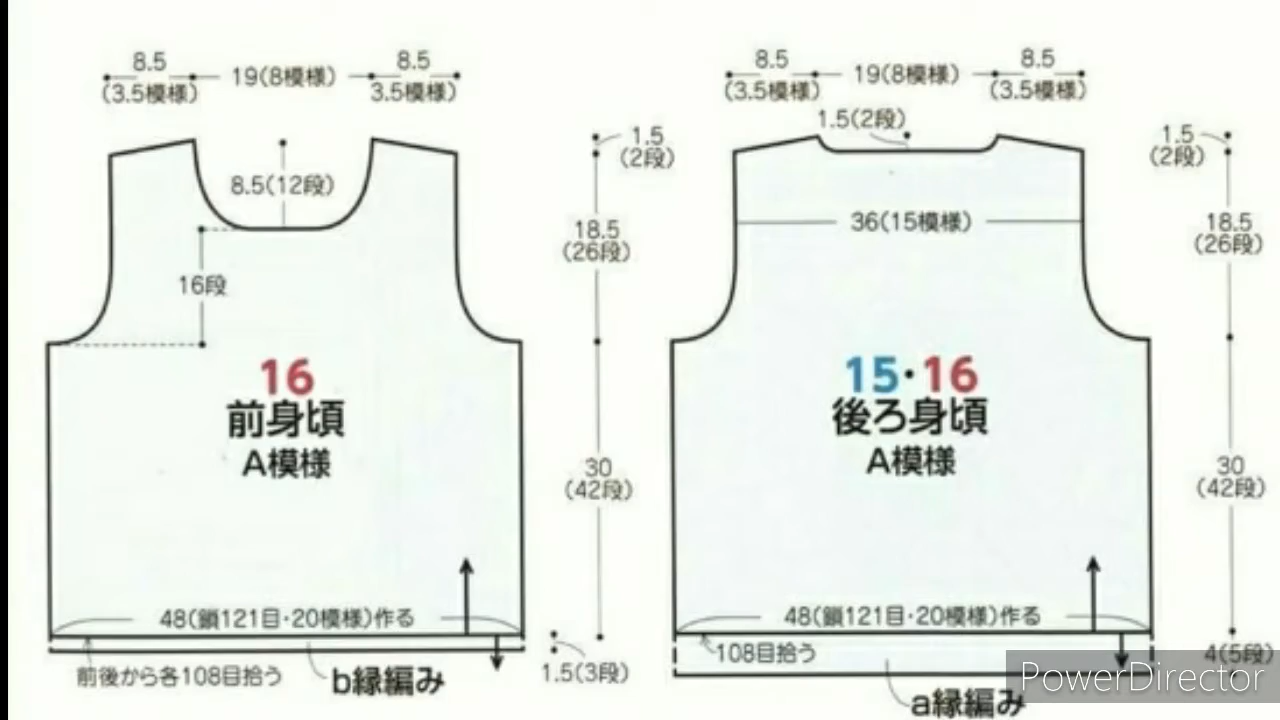 8.5
(3.5模様)
19(8模様)
8.5
3.5模様)
8.5(12段)
16段
1.5
(2段)
18.5
(26段)
30
(42段)
16
前身頃
A模様
48(鎖121目·20模様)作る
前後から各108目拾う
b縁編み
1.5(3段)
8.5
(3.5模様)
19(8模様)
8.5
(3.5模様)
1.5(2段)
36(15模様)
1.5
(2段)
18.5
(26段)
30
(42段)
15·16
後ろ身頃
A模様
48(鎖121目·20模様)作る
108目拾う
4(5段)
a縁編み
PowerDirector